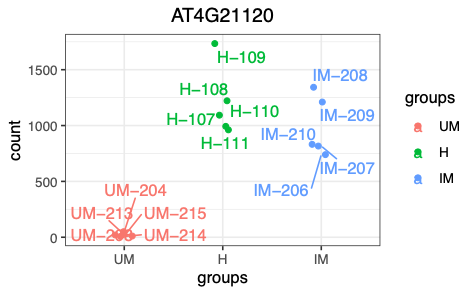 AT4G21120
count
1500
1000
500
0
H−109
H−108
H−110
H−107
H−111
IM−208
IM−209
IM−210
IM−207
IM−206
UM−204
UM−213
UM−215
UM−214
UM
H
IM
groups
groups
UM
H
IM